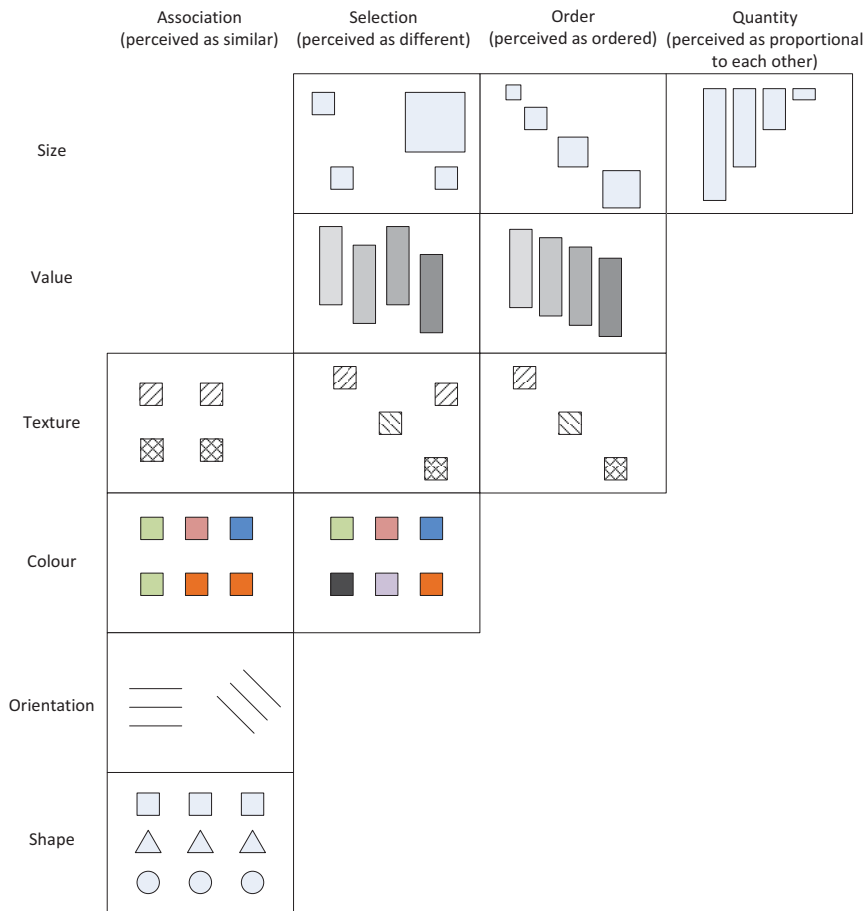 Association
(perceived as similar)
Selection
(perceived as different)
Order
(perceived as ordered)
Quantity
(perceived as proportional
to each other)
Size
Value
Texture
Colour
Orientation
Shape